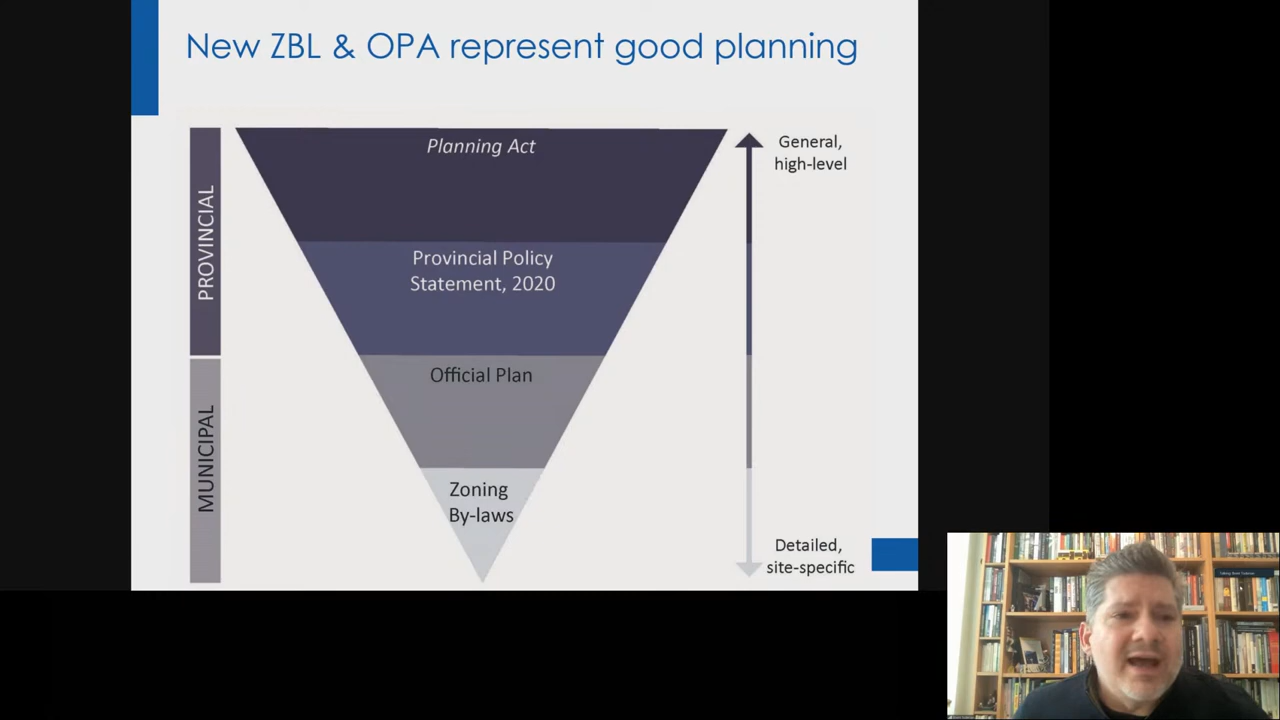 New ZBL & OPA represent good planning
PROVINCIAL
MUNICIPAL
Planning Act
Provincial Policy
Statement, 2020
Official Plan
Zoning
By-laws
General,
high-level
Detailed,
site-specific